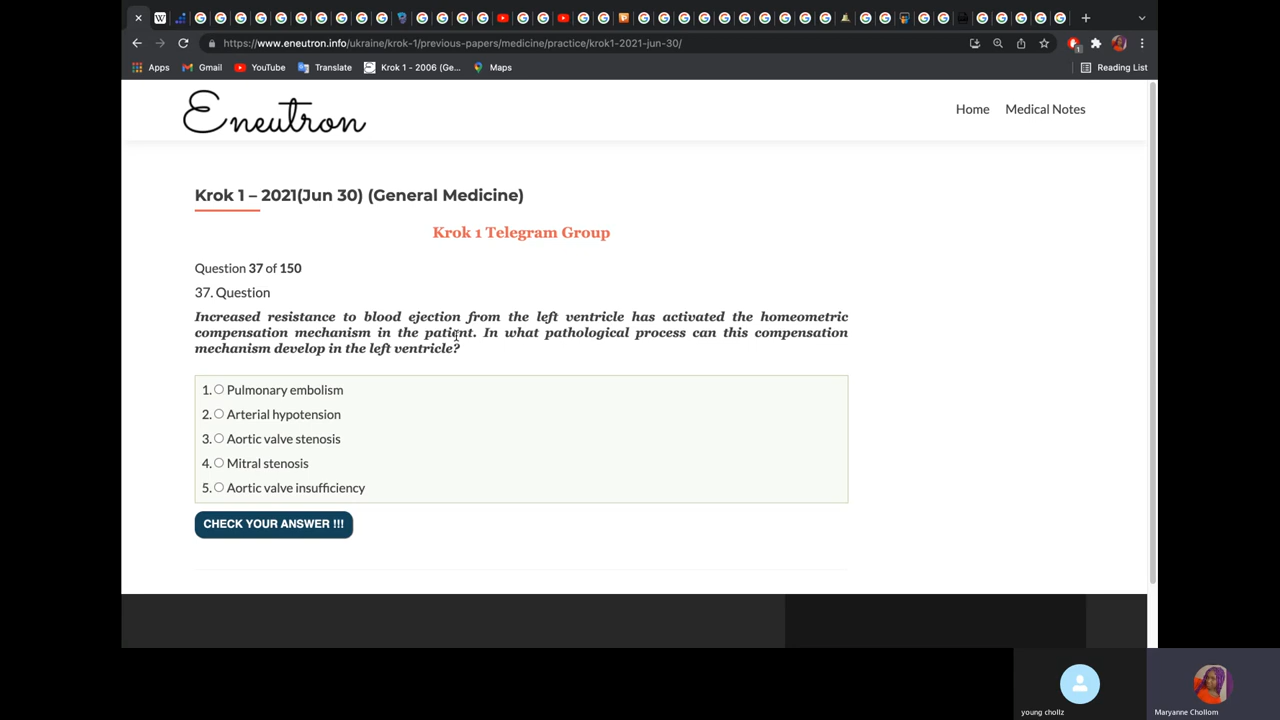 https://www.eneutron.info/ukraine/krok-1/previous-papers/medicine/practice/krok1-2021-jun-30/
1
Apps Gmail YouTube Translate Krok 1 - 2006 (Ge... Maps Reading List
Eneutron
Home Medical Notes
Krok 1 – 2021(Jun 30) (General Medicine)
Krok 1 Telegram Group
Question 37 of 150
37. Question
Increased resistance to blood ejection from the left ventricle has activated the homeometric
compensation mechanism in the patient. In what pathological process can this compensation
mechanism develop in the left ventricle?
1. Pulmonary embolism
2. Arterial hypotension
3. Aortic valve stenosis
4. Mitral stenosis
5. Aortic valve insufficiency
CHECK YOUR ANSWER !!!
young chollz
Maryanne Chollom